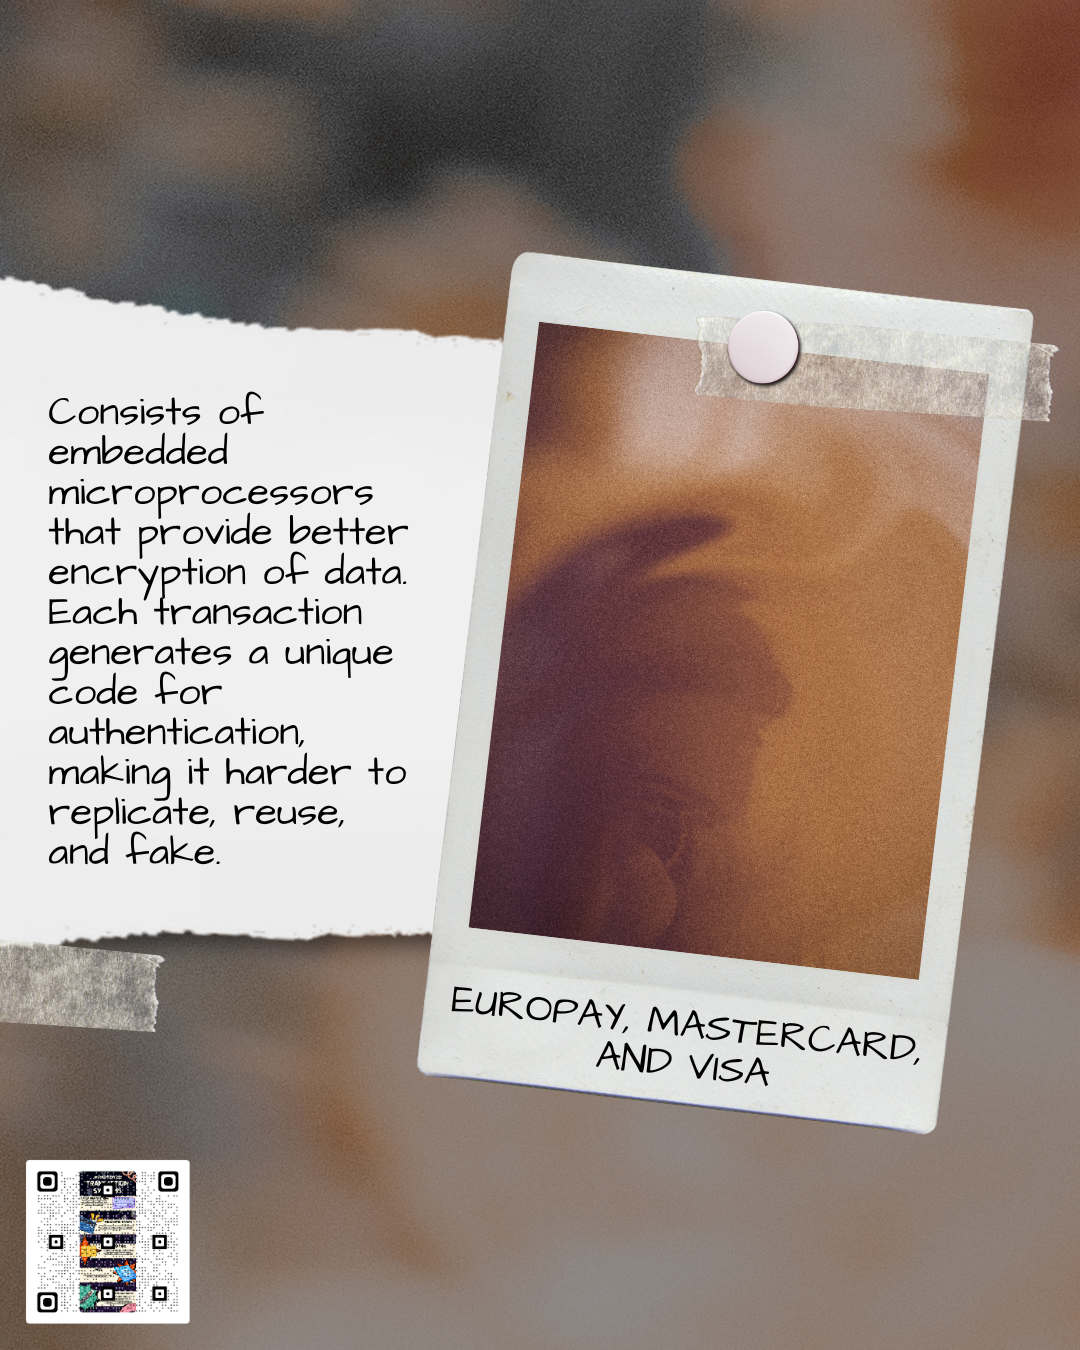 Consists of
embedded
microprocessors
that provide better
encryption of data.
Each transaction
generates a unique
code for
authentication,
making it harder to
replicate, reuse,
and fake.
EUROPAY, MASTERCARD,
AND VISA